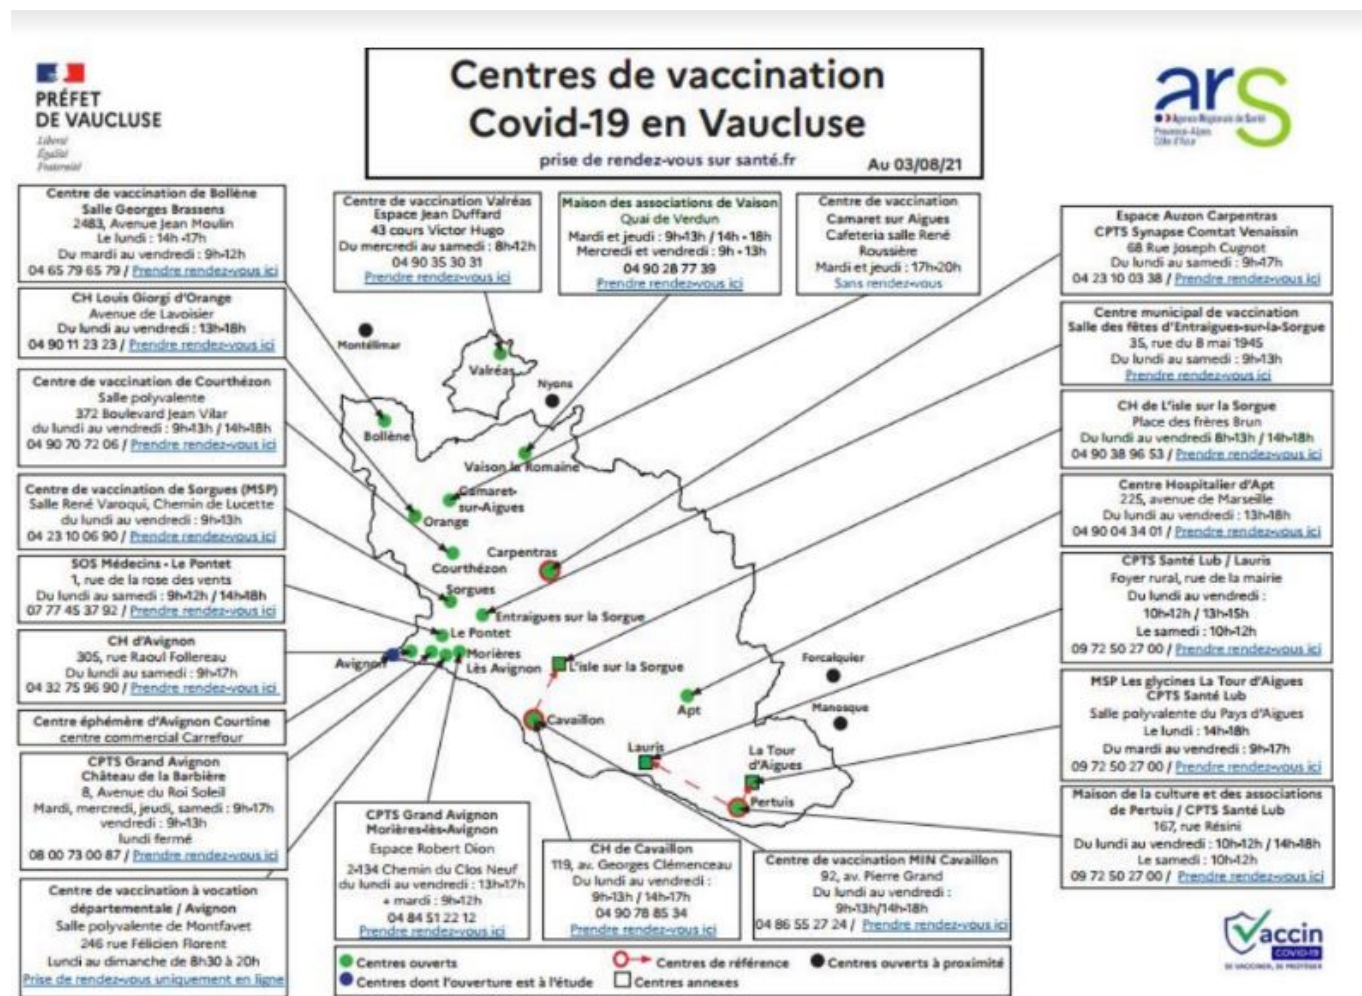 PRÉFET
DE VAUCLUSE
Liberté
Égalité
Fraternité
Centres de vaccination
Covid-19 en Vaucluse
prise de rendez-vous sur santé.fr
Au 03/08/21
ars
Agence Régionale de Santé
Provence-Alpes
Côte d'Azur
Centre de vaccination de Bollène
Salle Georges Brassens
2483, Avenue Jean Moulin
Le lundi : 14h -17h
Du mardi au vendredi : 9h-12h
04 65 79 65 79 / Prendre rendez-vous ici
CH Louis Giorgi d'Orange
Avenue de Lavoisier
Du lundi au vendredi : 13h-18h
04 90 11 23 23 / Prendre rendez-vous ici
Centre de vaccination de Courthézon
Salle polyvalente
372 Boulevard Jean Vilar
du lundi au vendredi : 9h-13h / 14h-18h
04 90 70 72 06 / Prendre rendez-vous ici
Centre de vaccination de Sorgues (MSP)
Salle René Varoqui, Chemin de Lucette
du lundi au vendredi : 9h-13h
04 23 10 06 90 / Prendre rendez-vous ici
SOS Médecins - Le Pontet
1, rue de la rose des vents
Du lundi au samedi : 9h-12h / 14h-18h
07 77 45 37 92 / Prendre rendez-vous ici
CH d'Avignon
305, rue Raoul Follereau
Du lundi au samedi : 9h-17h
04 32 75 96 90 / Prendre rendez-vous ici
Centre éphémère d'Avignon Courtine
centre commercial Carrefour
CPTS Grand Avignon
Château de la Barbière
8, Avenue du Roi Soleil
Mardi, mercredi, jeudi, samedi : 9h-17h
vendredi : 9h-13h
lundi fermé
08 00 73 00 87 / Prendre rendez-vous ici
Centre de vaccination à vocation
départementale / Avignon
Salle polyvalente de Montfavet
246 rue Félicien Florent
Lundi au dimanche de 8h30 à 20h
Prise de rendez-vous uniquement en ligne
Centre de vaccination Valréas
Espace Jean Duffard
43 cours Victor Hugo
Du mercredi au samedi : 8h-12h
04 90 35 30 31
Prendre rendez-vous ici
Maison des associations de Vaison
Quai de Verdun
Mardi et jeudi : 9h-13h / 14h - 18h
Mercredi et vendredi : 9h - 13h
04 90 28 77 39
Prendre rendez-vous ici
Centre de vaccination
Camaret sur Aigues
Cafeteria salle René
Roussière
Mardi et jeudi : 17h-20h
Sans rendez-vous
Montélimar
Valréas
Nyons
Bollène
Vaison le Romaine
Camaret-
sur-Aigues
Orange
Carpentras
Courthézon
Sorgues
Entraigues sur la Sorgue
Le Pontet
Avignon
Morières
Lès Avignon
L'isle sur la Sorgue
Cavaillon
Apt
Forcalquier
Manosque
Lauris
La Tour
d'Aigues
Pertuis
Espace Auzon Carpentras
CPTS Synapse Comtat Venaissin
68 Rue Joseph Cugnot
Du lundi au samedi : 9h-17h
04 23 10 03 38 / Prendre rendez-vous ici
Centre municipal de vaccination
Salle des fêtes d'Entraigues-sur-la-Sorgue
35, rue du 8 mai 1945
Du lundi au samedi : 9h-13h
Prendre rendez-vous ici
CH de L'isle sur la Sorgue
Place des frères Brun
Du lundi au vendredi 8h-13h / 14h-18h
04 90 38 96 53 / Prendre rendez-vous ici
Centre Hospitalier d'Apt
225, avenue de Marseille
Du lundi au vendredi : 13h-18h
04 90 04 34 01 / Prendre rendez-vous ici
CPTS Santé Lub / Lauris
Foyer rural, rue de la mairie
Du lundi au vendredi :
10h-12h / 13h-15h
Le samedi : 10h-12h
09 72 50 27 00 / Prendre rendez-vous ici
MSP Les glycines La Tour d'Aigues
CPTS Santé Lub
Salle polyvalente du Pays d'Aigues
Le lundi : 14h-18h
Du mardi au vendredi : 9h-17h
09 72 50 27 00 / Prendre rendez-vous ici
Maison de la culture et des associations
de Pertuis / CPTS Santé Lub
167, rue Résini
Du lundi au vendredi : 10h-12h / 14h-18h
Le samedi : 10h-12h
09 72 50 27 00 / Prendre rendez-vous ici
CPTS Grand Avignon
Morières-lès-Avignon
Espace Robert Dion
2-134 Chemin du Clos Neuf
du lundi au vendredi : 13h-17h
+ mardi : 9h-12h
04 84 51 22 12
Prendre rendez-vous ici
CH de Cavaillon
119, av. Georges Clémenceau
Du lundi au vendredi :
9h-13h / 14h-17h
04 90 78 85 34
Prendre rendez-vous ici
Centre de vaccination MIN Cavaillon
92, av. Pierre Grand
Du lundi au vendredi :
9h-13h/14h-18h
04 86 55 27 24 / Prendre rendez-vous ici
Centres ouverts
Centres de référence
Centres ouverts à proximité
Centres dont l'ouverture est à l'étude
Centres annexes
Vaccin
COVID-19
SE VACCINER, SE PROTÉGER